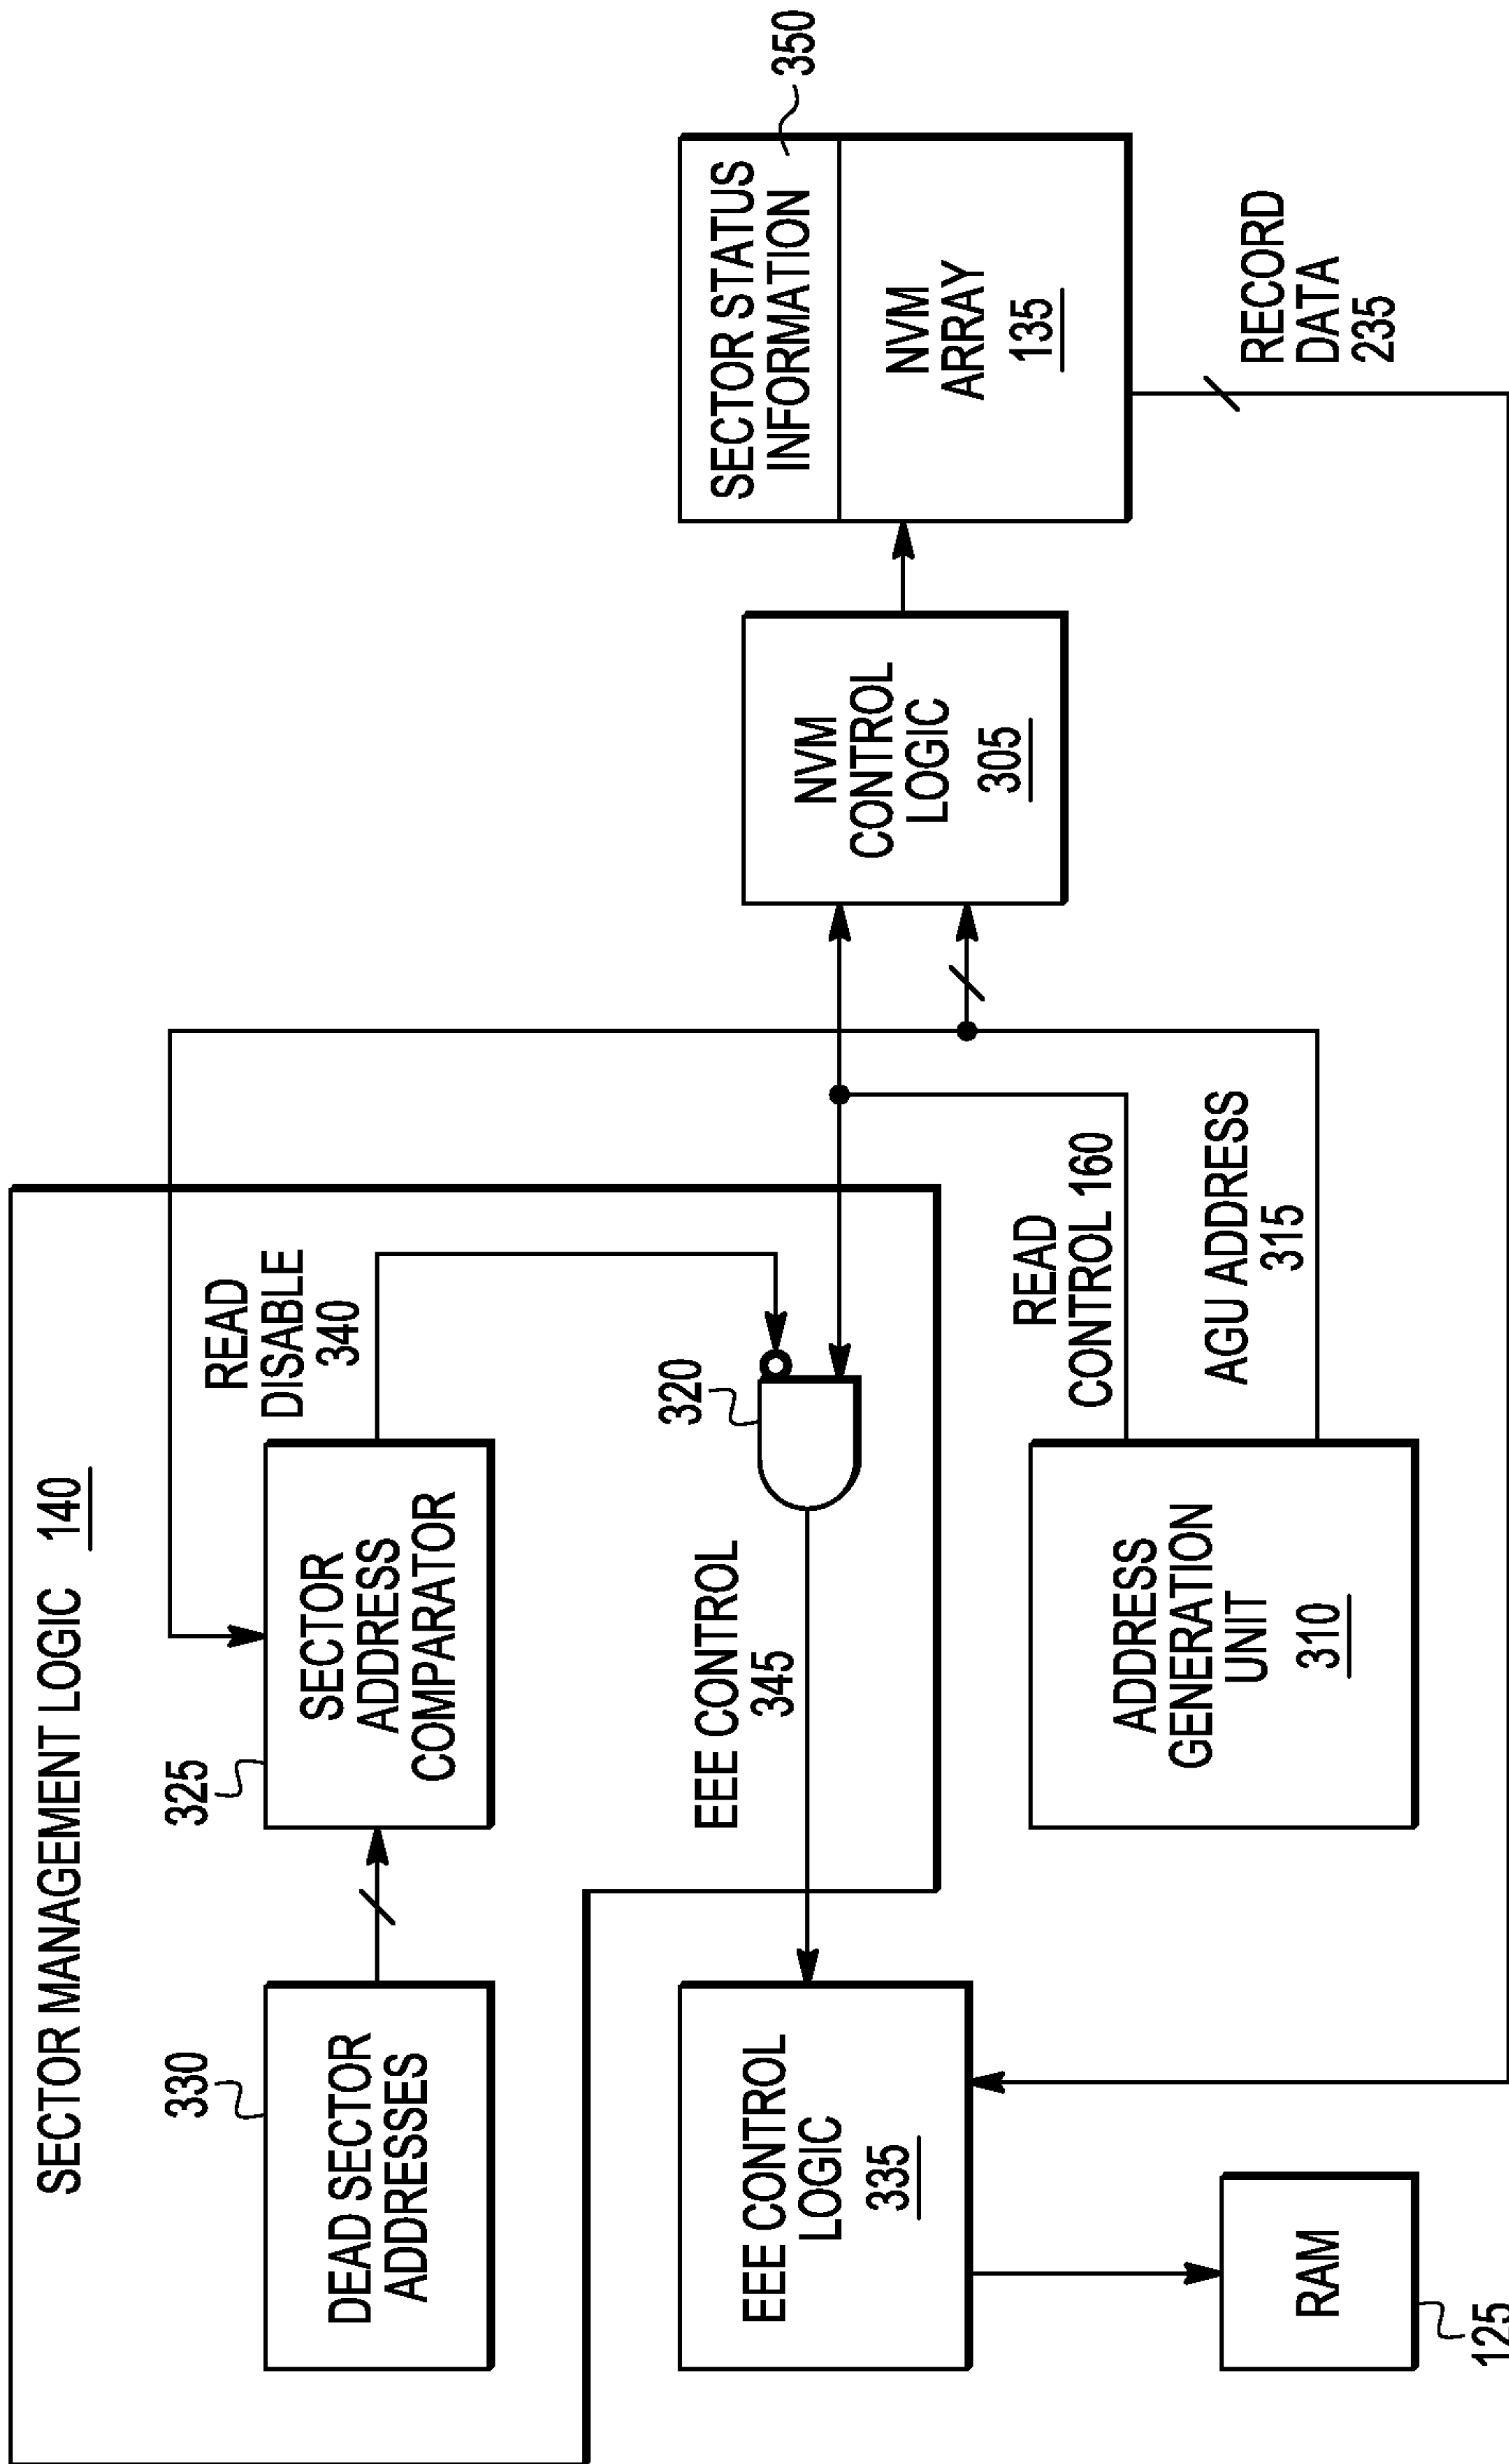 SECTOR MANAGEMENT LOGIC 140
330
DEAD SECTOR
ADDRESSES
325
SECTOR
ADDRESS
COMPARATOR
READ
DISABLE
340
320
EEE CONTROL
345
EEE CONTROL
LOGIC
335
RAM
125
ADDRESS
GENERATION
UNIT
310
READ
CONTROL 160
AGU ADDRESS
315
NVM
CONTROL
LOGIC
305
SECTOR STATUS
INFORMATION
350
NVM
ARRAY
135
RECORD
DATA
235